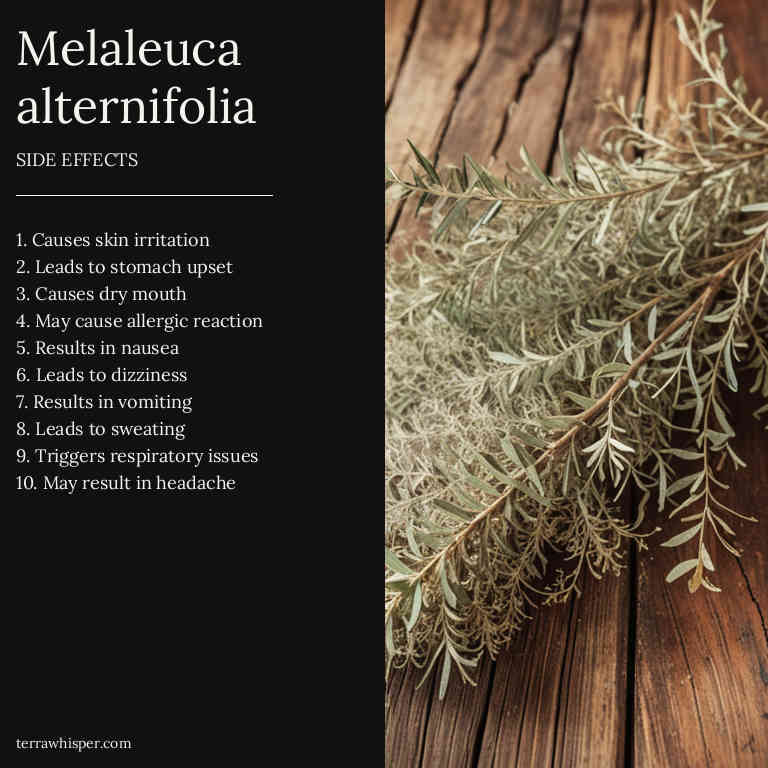 Melaleuca
alternifolia
SIDE EFFECTS
1. Causes skin irritation
2. Leads to stomach upset
3. Causes dry mouth
4. May cause allergic reaction
5. Results in nausea
6. Leads to dizziness
7. Results in vomiting
8. Leads to sweating
9. Triggers respiratory issues
10. May result in headache
terrawhisper.com